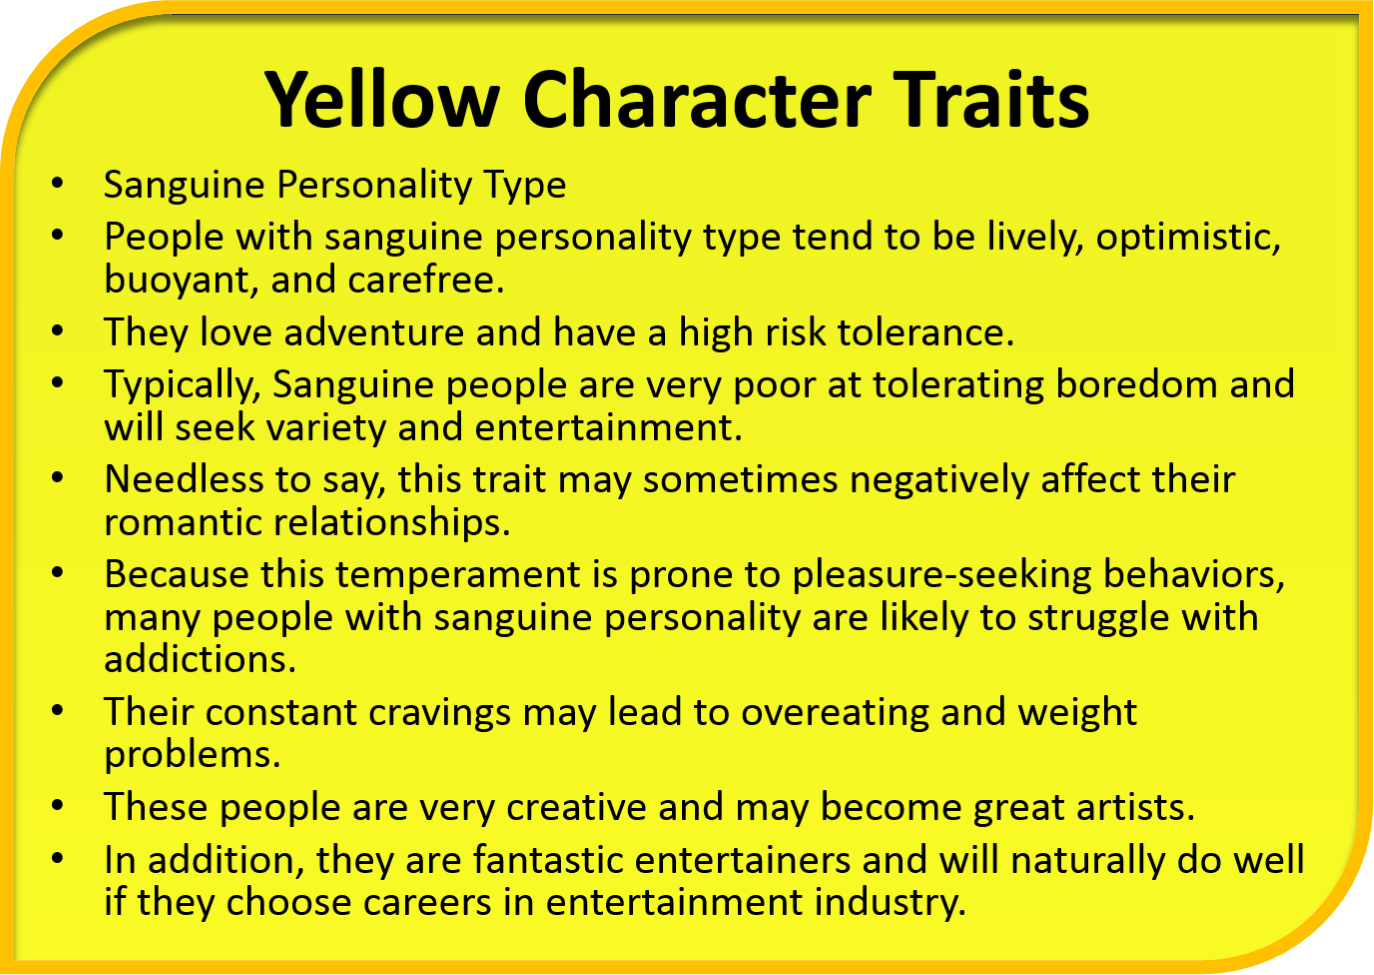 Yellow Character Traits
• Sanguine Personality Type
• People with sanguine personality type tend to be lively, optimistic,
buoyant, and carefree.
• They love adventure and have a high risk tolerance.
• Typically, Sanguine people are very poor at tolerating boredom and
will seek variety and entertainment.
• Needless to say, this trait may sometimes negatively affect their
romantic relationships.
• Because this temperament is prone to pleasure-seeking behaviors,
many people with sanguine personality are likely to struggle with
addictions.
• Their constant cravings may lead to overeating and weight
problems.
• These people are very creative and may become great artists.
• In addition, they are fantastic entertainers and will naturally do well
if they choose careers in entertainment industry.